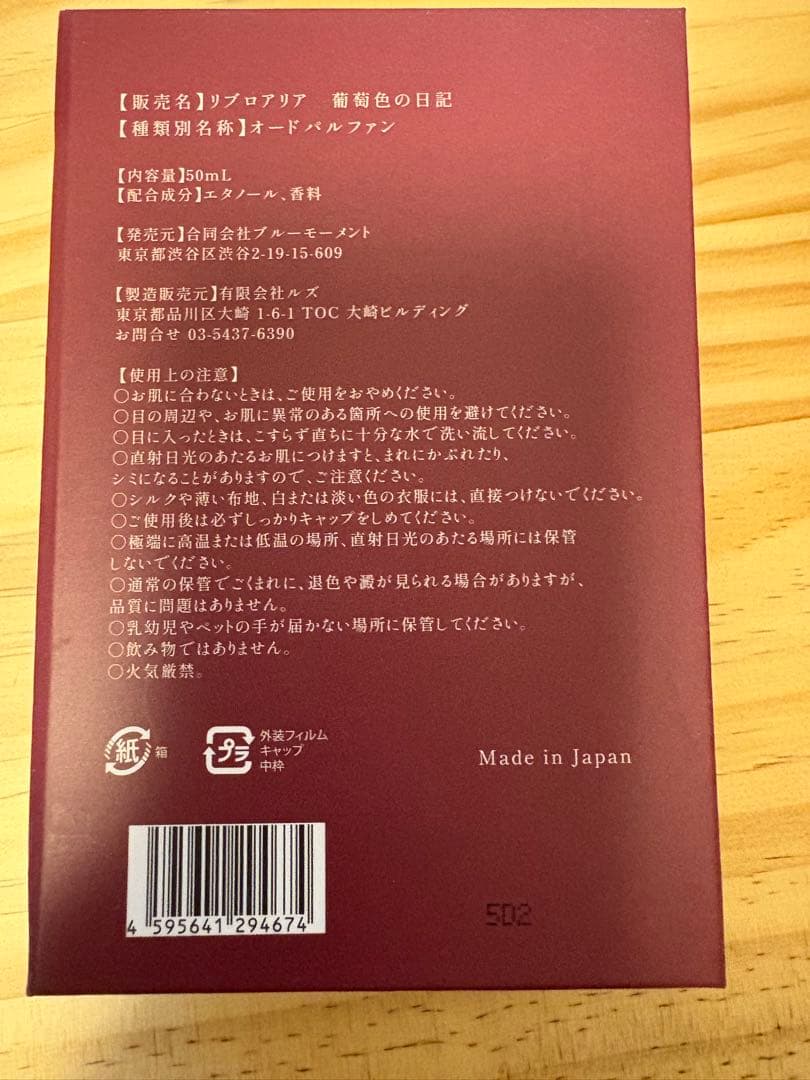 【販売名】リブロアリア　葡萄色の日記
【種類別名称】オードパルファン
【内容量】50mL
【配合成分】エタノール、香料
【発売元】合同会社ブルーモーメント
東京都渋谷区渋谷2-19-15-609
【製造販売元】有限会社ルズ
東京都品川区大崎 1-6-1 TOC 大崎ビルディング
お問合せ 03-5437-6390
【使用上の注意】
○お肌に合わないときは、ご使用をおやめください。
○目の周辺や、お肌に異常のある箇所への使用を避けてください。
○目に入ったときは、こすらず直ちに十分な水で洗い流してください。
○直射日光のあたるお肌につけますと、まれにかぶれたり、
シミになることがありますので、ご注意ください。
○シルクや薄い布地、白または淡い色の衣服には、直接つけないでください。
○ご使用後は必ずしっかりキャップをしめてください。
○極端に高温または低温の場所、直射日光のあたる場所には保管
しないでください。
○通常の保管でごくまれに、退色や澱が見られる場合がありますが、
品質に問題はありません。
○乳幼児やペットの手が届かない場所に保管してください。
○飲み物ではありません。
○火気厳禁。
紙 箱
プラ 外装フィルム
キャップ
中枠
Made in Japan
4 595641 294674
5D2